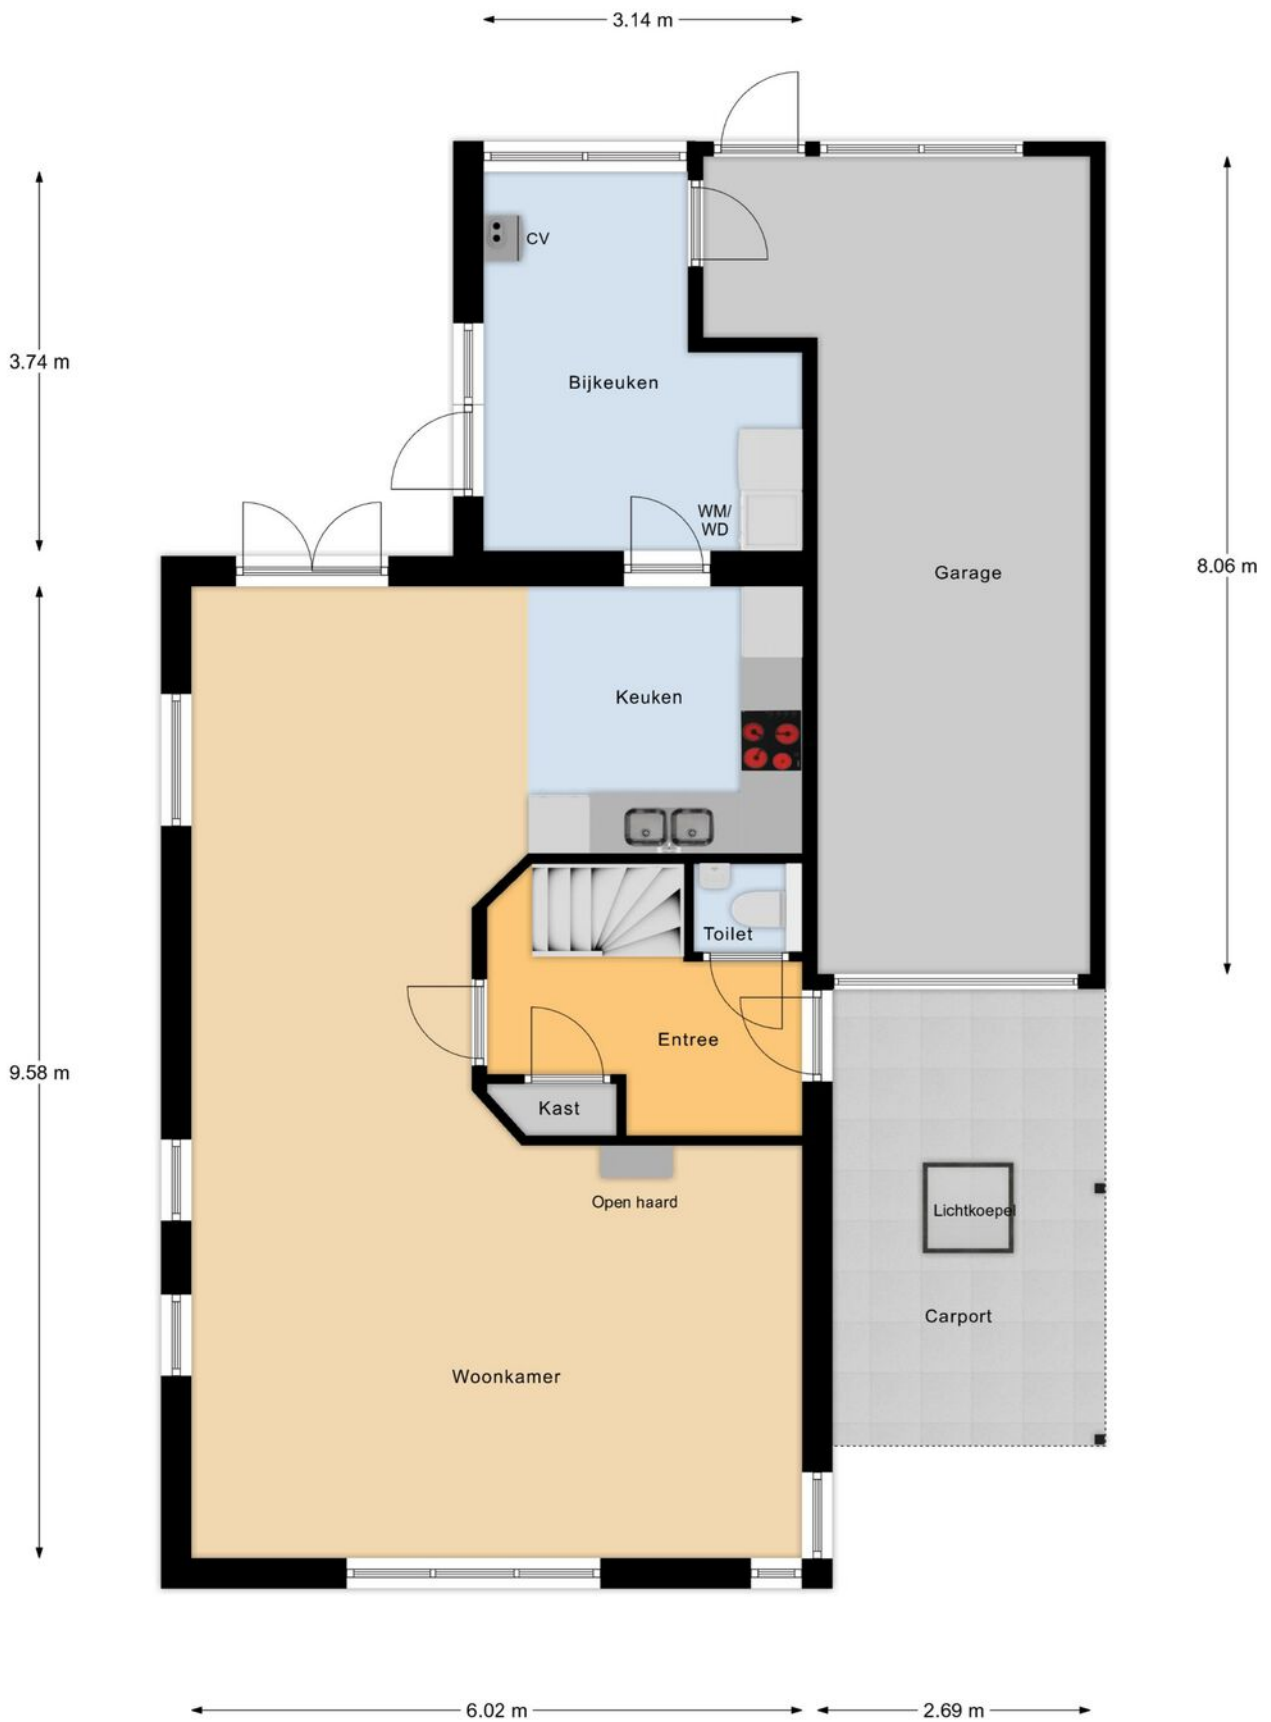 3.14 m
CV
3.74 m
Bijkeuken
WM/
WD
Garage
8.06 m
Keuken
Toilet
Entree
9.58 m
Kast
Open haard
Lichtkoepel
Carport
Woonkamer
6.02 m
2.69 m